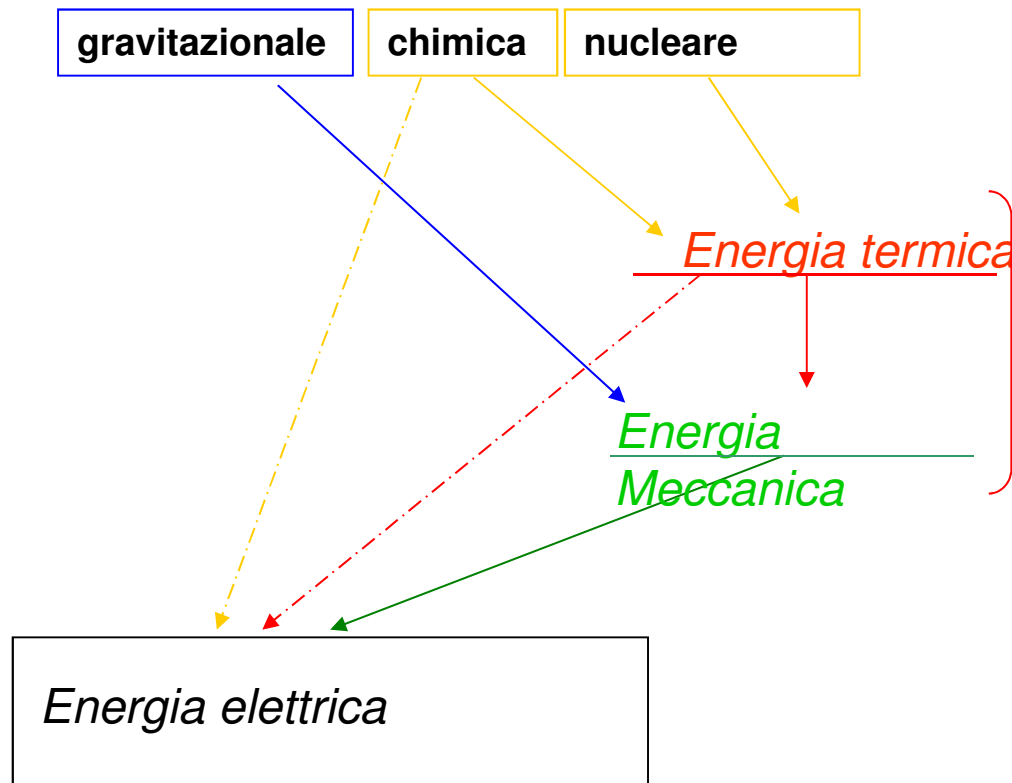 gravitazionale chimica nucleare
Energia termica
Energia
Meccanica
Energia elettrica